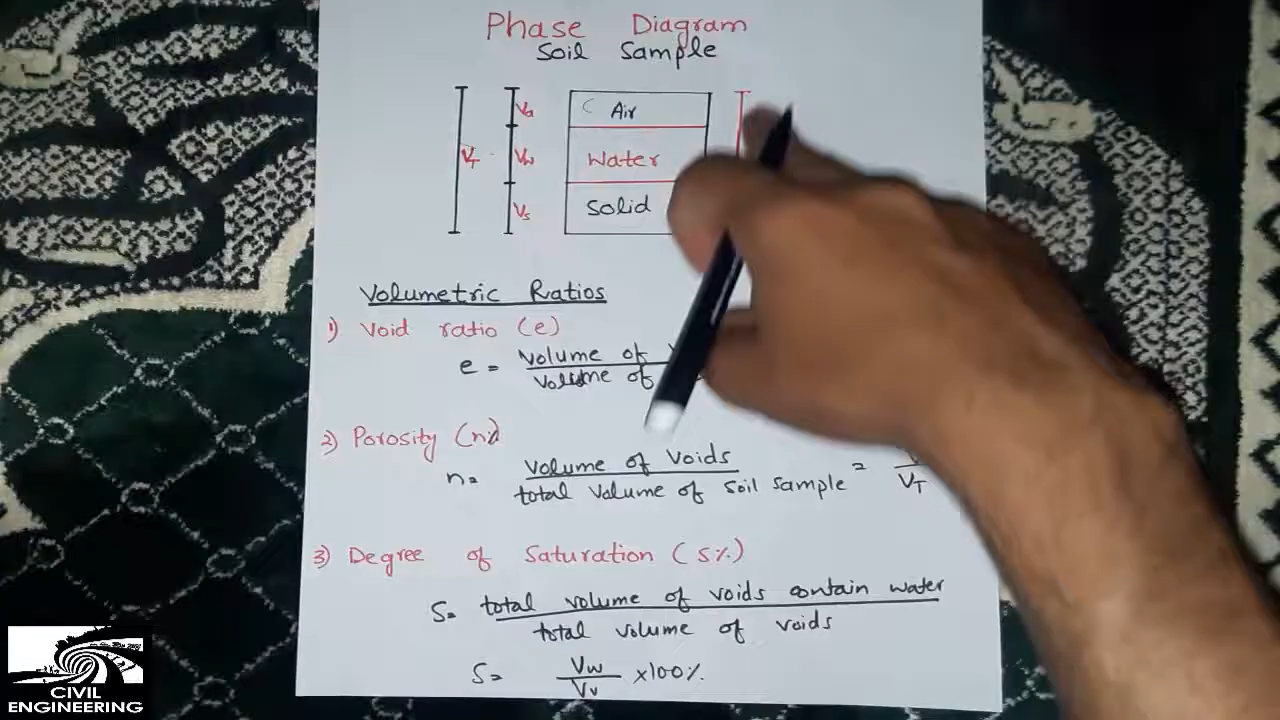 Phase Diagram
Soil Sample
Va
Air
VT
Vw
Water
Vs
Solid
Volumetric Ratios
1) Void ratio (e)
e = volume of
volume of
2) Porosity (n)
n = volume of voids
total volume of soil sample = VT
3) Degree of Saturation (S%)
S= total volume of voids contain water
total volume of voids
S= Vw
Vv ×100%
CIVIL
ENGINEERING